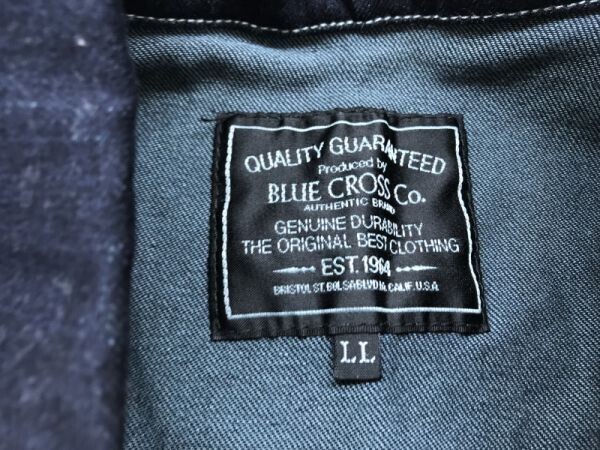 QUALITY GUARANTEED
Produced by
BLUE CROSS Co.
AUTHENTIC BRAND
GENUINE DURABILITY
THE ORIGINAL BEST CLOTHING
EST. 1964
BRISTOL ST. BOLSA BLVD CALIF. U.S.A
LL